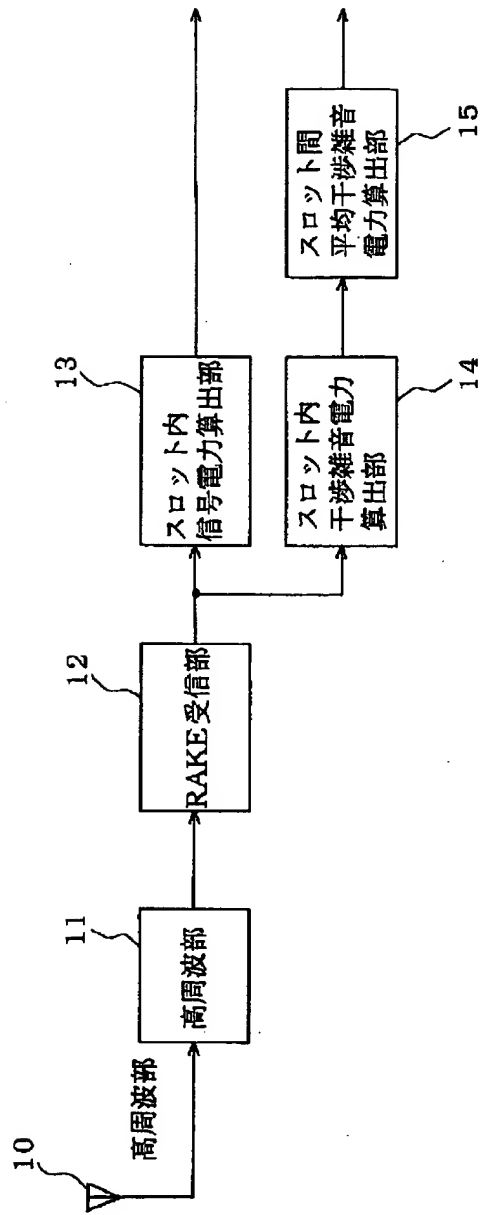 10
高周波部
11
高周波部
12
RAKE受信部
13
スロット内
信号電力算出部
14
スロット内
干渉雑音電力
算出部
15
スロット間
平均干渉雑音
電力算出部